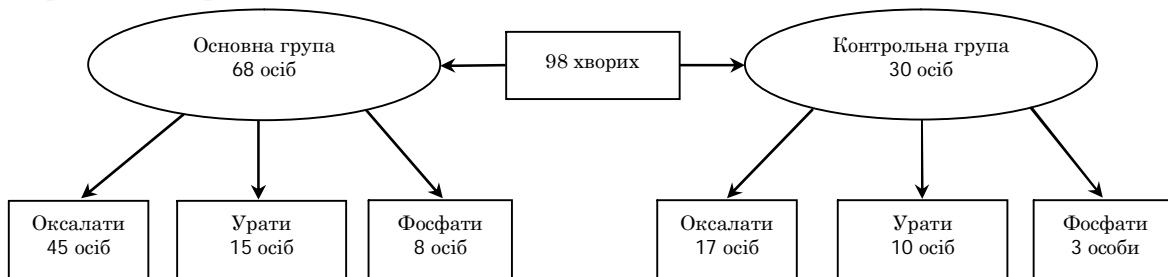 Основна група
68 осіб
98 хворих
Контрольна група
30 осіб
Оксалати
45 осіб
Урати
15 осіб
Фосфати
8 осіб
Оксалати
17 осіб
Урати
10 осіб
Фосфати
3 особи